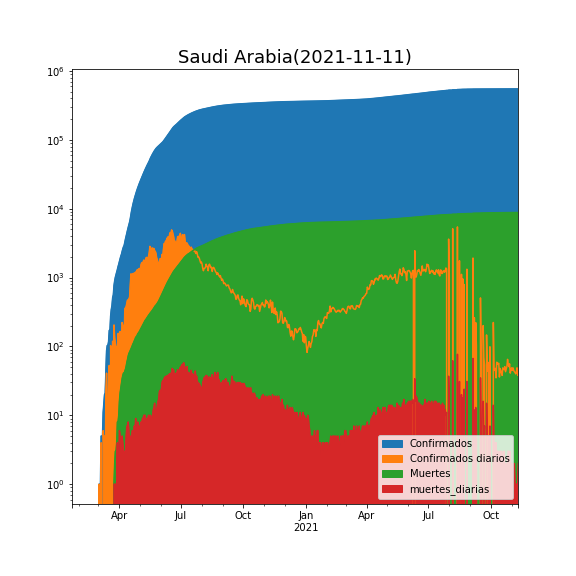 Saudi Arabia(2021-11-11)
10⁶
10⁵
10⁴
10³
10²
10¹
10⁰
Apr Jul Oct Jan Apr Jul Oct
2021
Confirmados
Confirmados diarios
Muertes
muertes_diarias